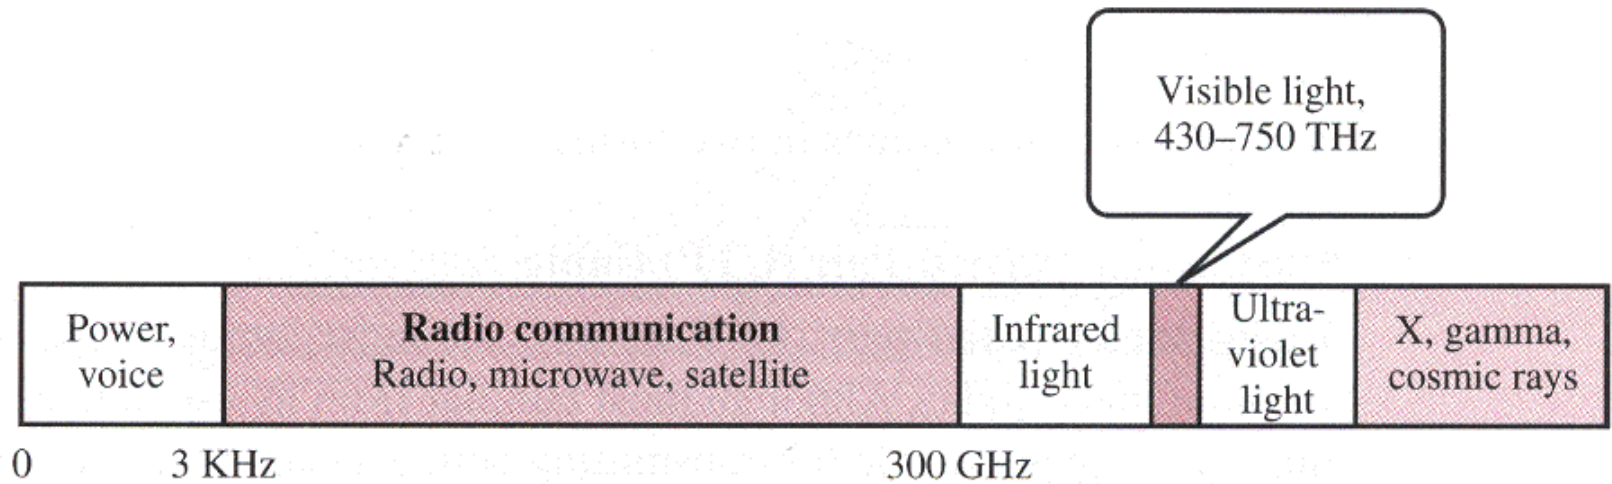 Visible light,
430–750 THz
Power,
voice
Radio communication
Radio, microwave, satellite
Infrared
light
Ultra-
violet
light
X, gamma,
cosmic rays
0
3 KHz
300 GHz